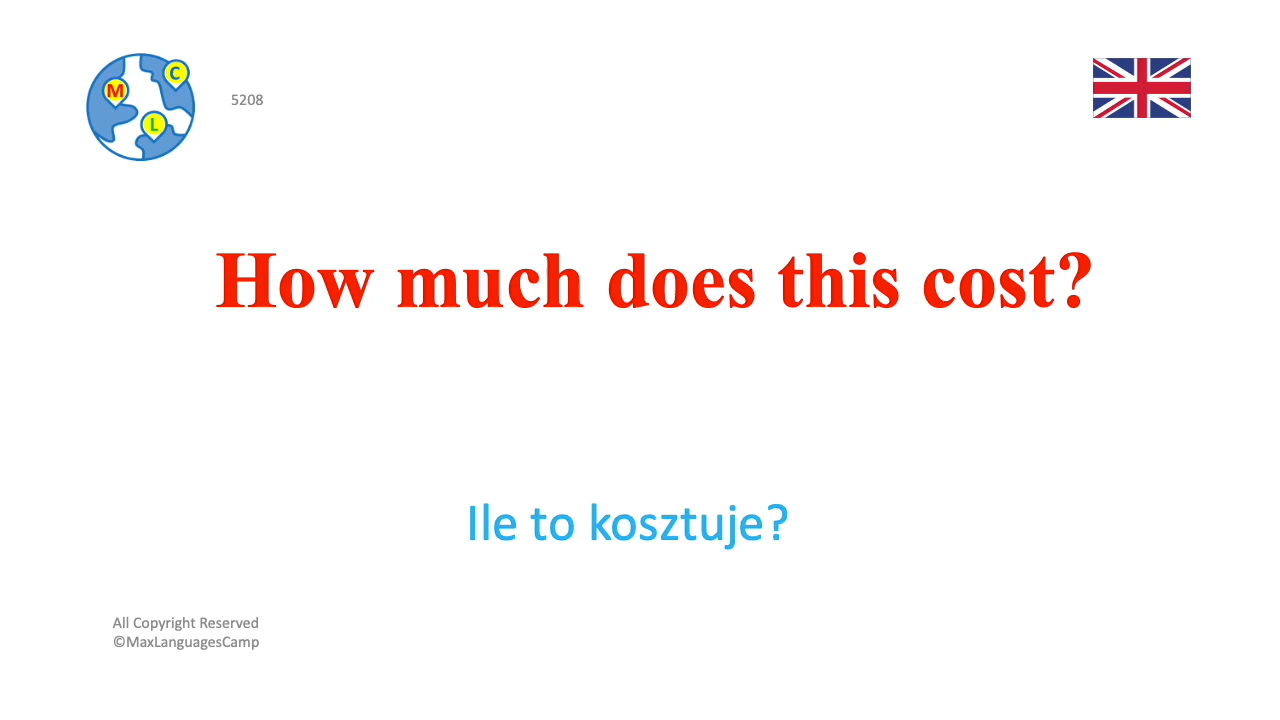 C
M
L
5208
How much does this cost?
Ile to kosztuje?
All Copyright Reserved
©MaxLanguagesCamp